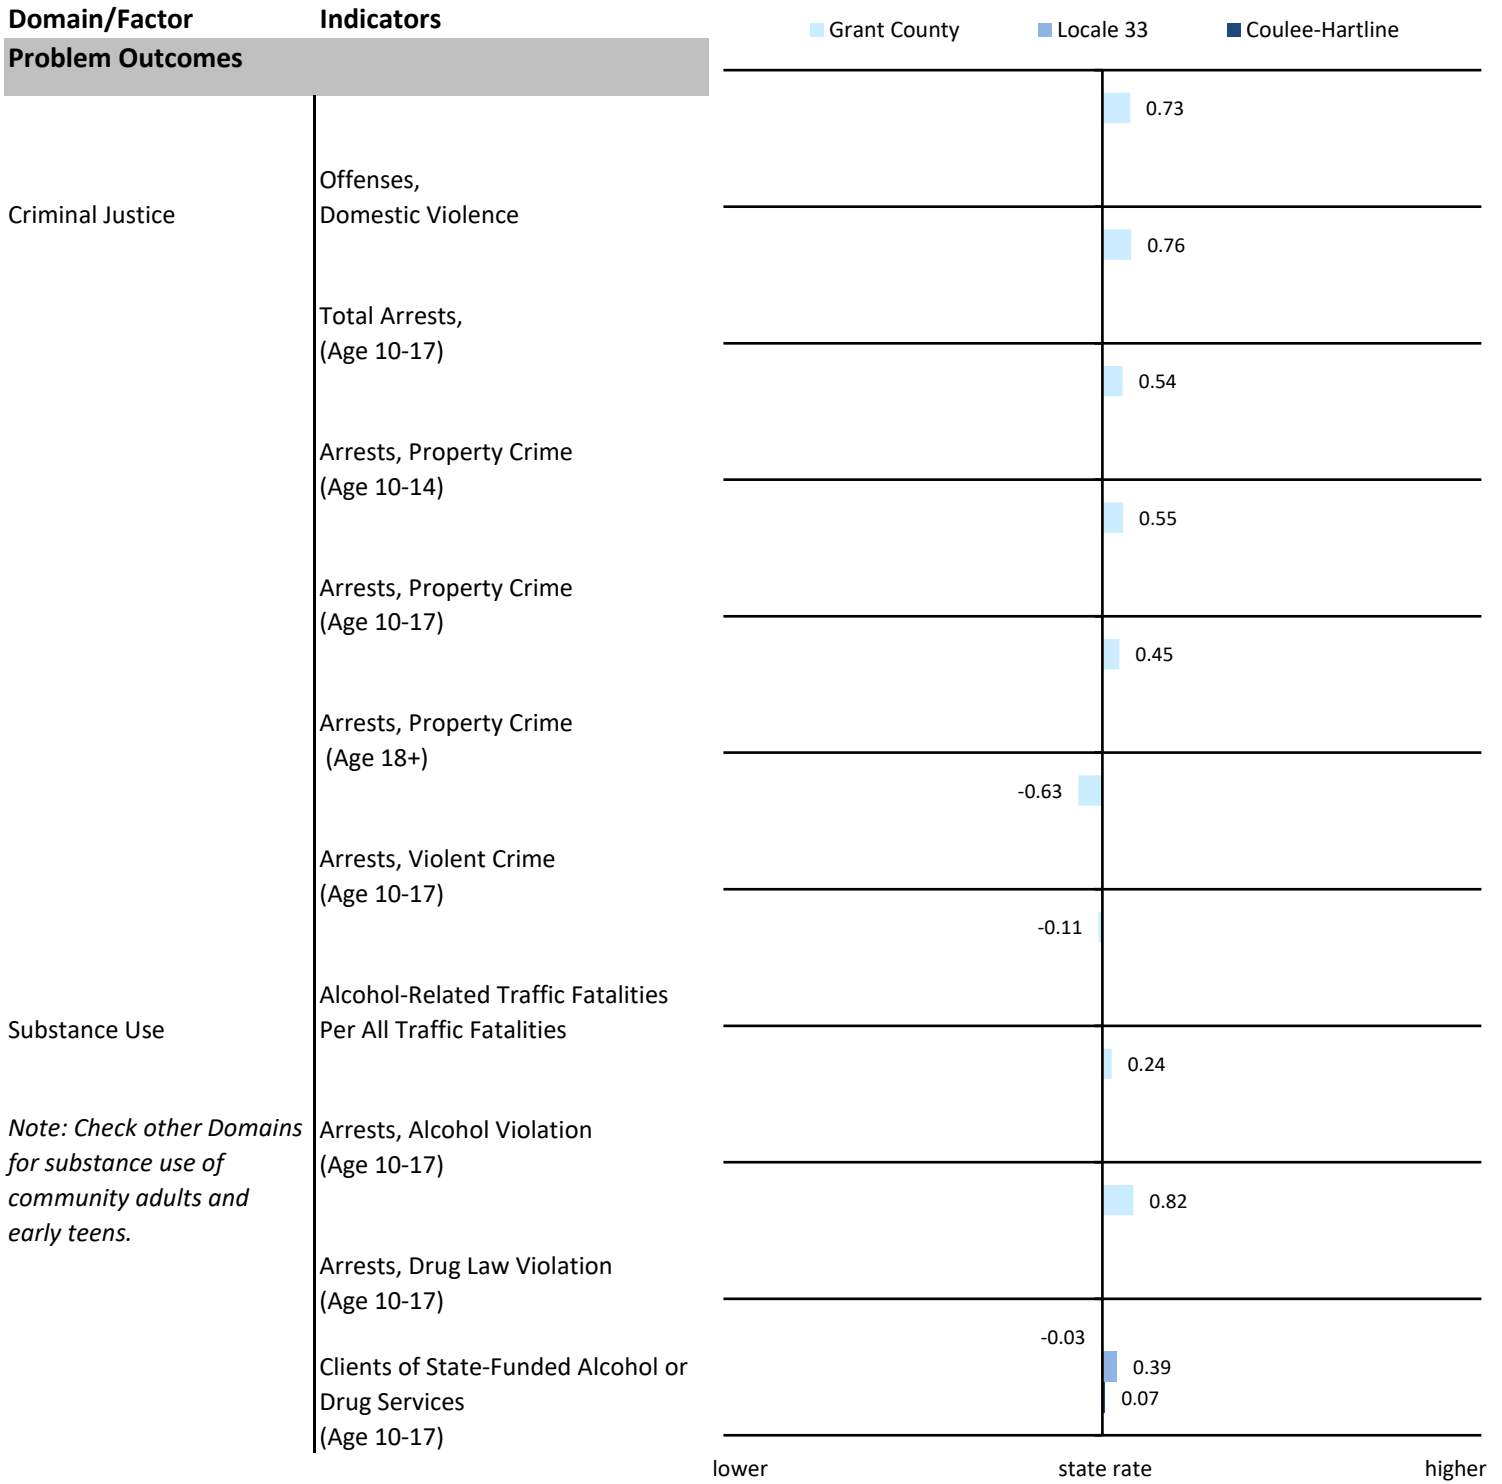 Domain/Factor Indicators Grant County Locale 33 Coulee-Hartline
Problem Outcomes
0.73
Offenses,
Criminal Justice Domestic Violence
0.76
Total Arrests,
(Age 10-17)
0.54
Arrests, Property Crime
(Age 10-14)
0.55
Arrests, Property Crime
(Age 10-17)
0.45
Arrests, Property Crime
(Age 18+)
-0.63
Arrests, Violent Crime
(Age 10-17)
-0.11
Alcohol-Related Traffic Fatalities
Substance Use Per All Traffic Fatalities
0.24
Note: Check other Domains Arrests, Alcohol Violation
for substance use of (Age 10-17)
community adults and 0.82
early teens.
Arrests, Drug Law Violation
(Age 10-17)
-0.03
Clients of State-Funded Alcohol or 0.39
Drug Services 0.07
(Age 10-17)
lower state rate higher